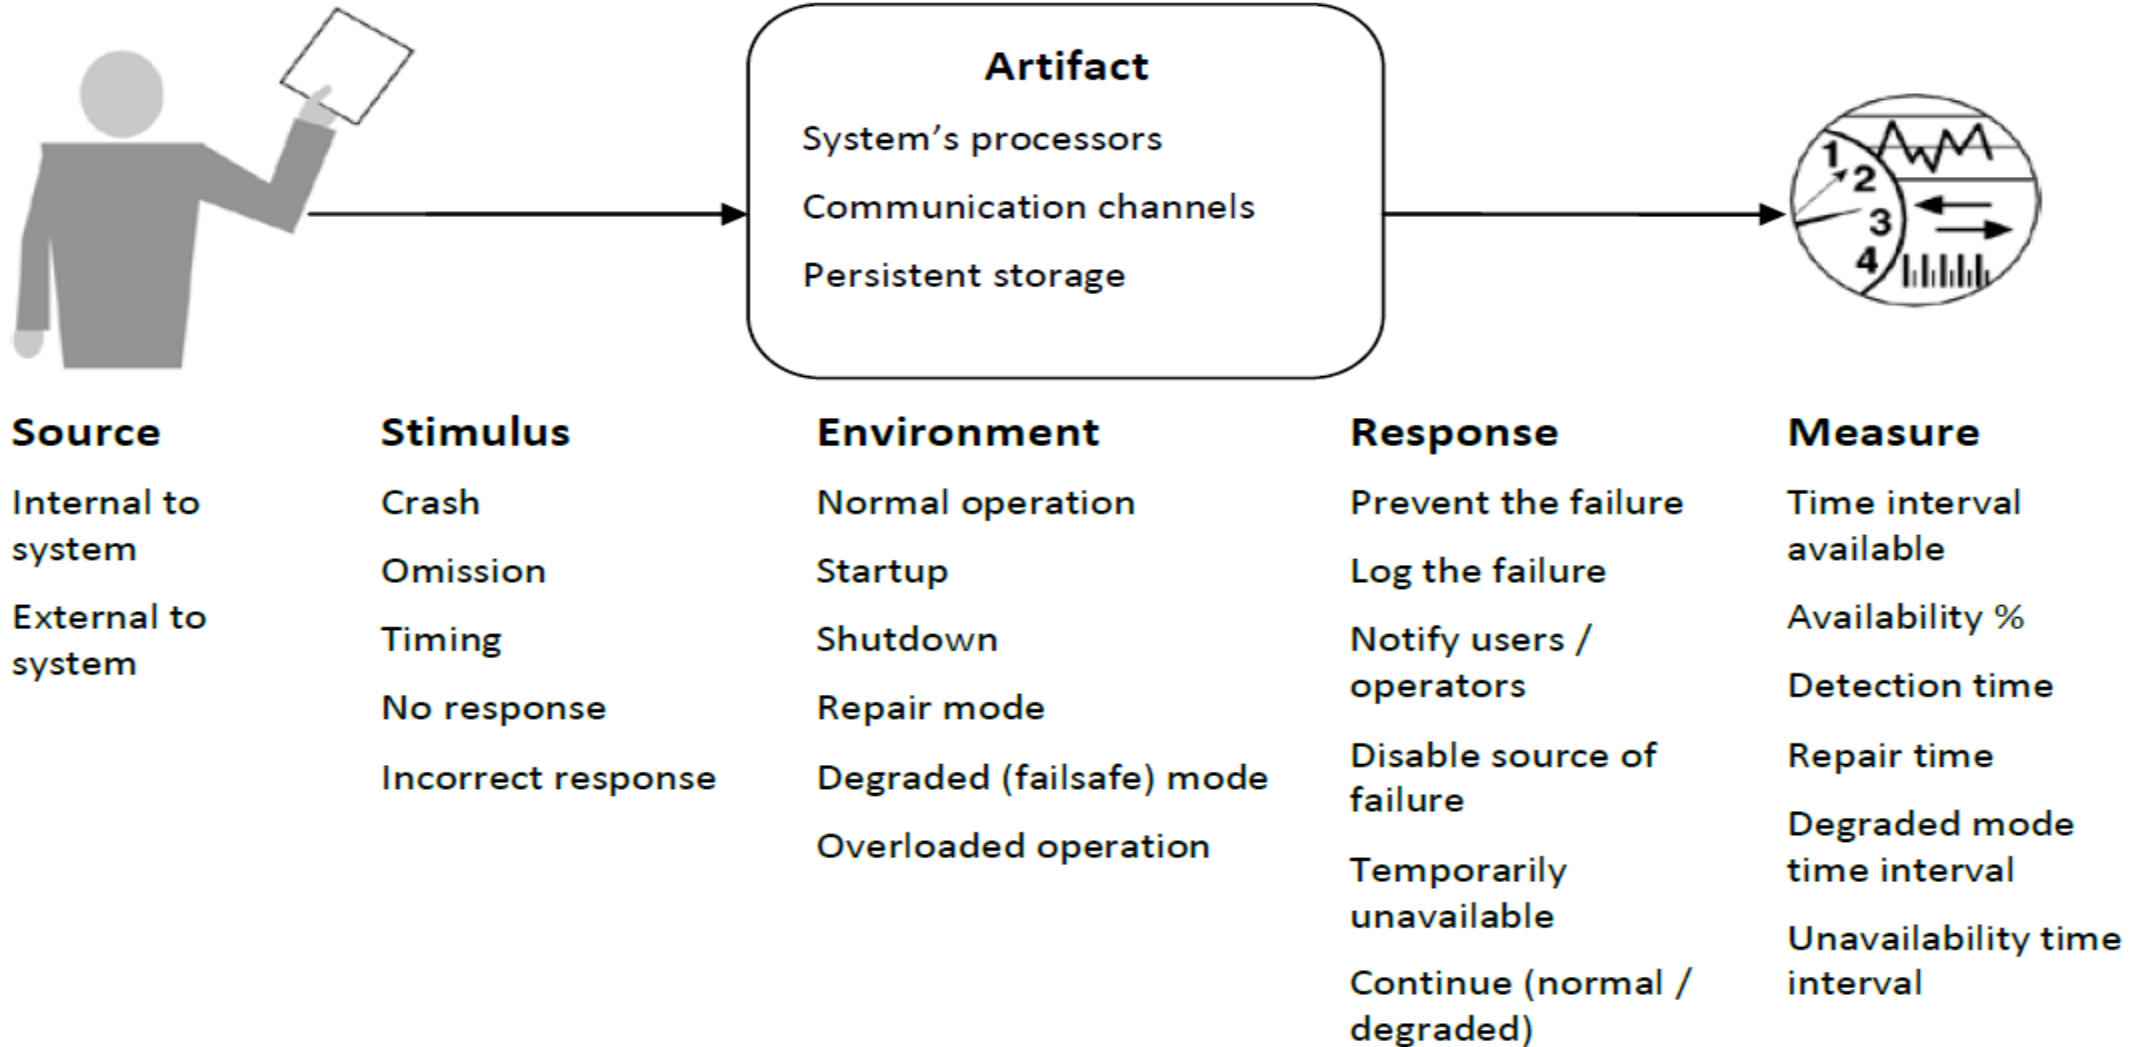 Artifact
System's processors
Communication channels
Persistent storage
1
2
3
4
Source
Internal to
system
External to
system
Stimulus
Crash
Omission
Timing
No response
Incorrect response
Environment
Normal operation
Startup
Shutdown
Repair mode
Degraded (failsafe) mode
Overloaded operation
Response
Prevent the failure
Log the failure
Notify users /
operators
Disable source of
failure
Temporarily
unavailable
Continue (normal /
degraded)
Measure
Time interval
available
Availability %
Detection time
Repair time
Degraded mode
time interval
Unavailability time
interval